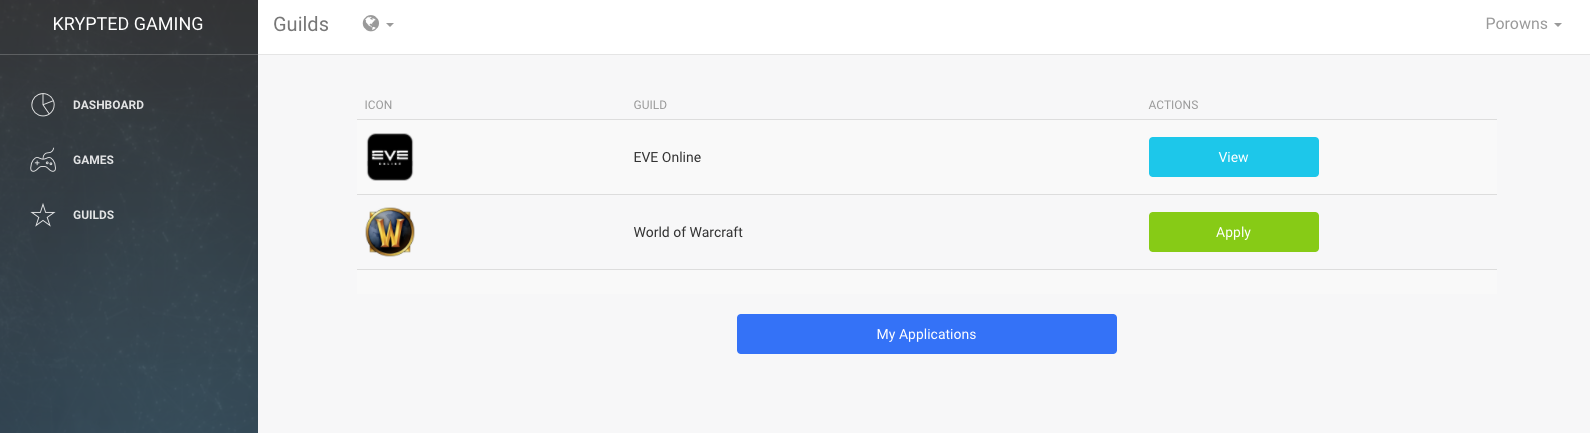 KRYPTED GAMING
Guilds
Porowns
DASHBOARD
GAMES
GUILDS
ICON GUILD ACTIONS
EVE ONLINE EVE Online View
W World of Warcraft Apply
My Applications